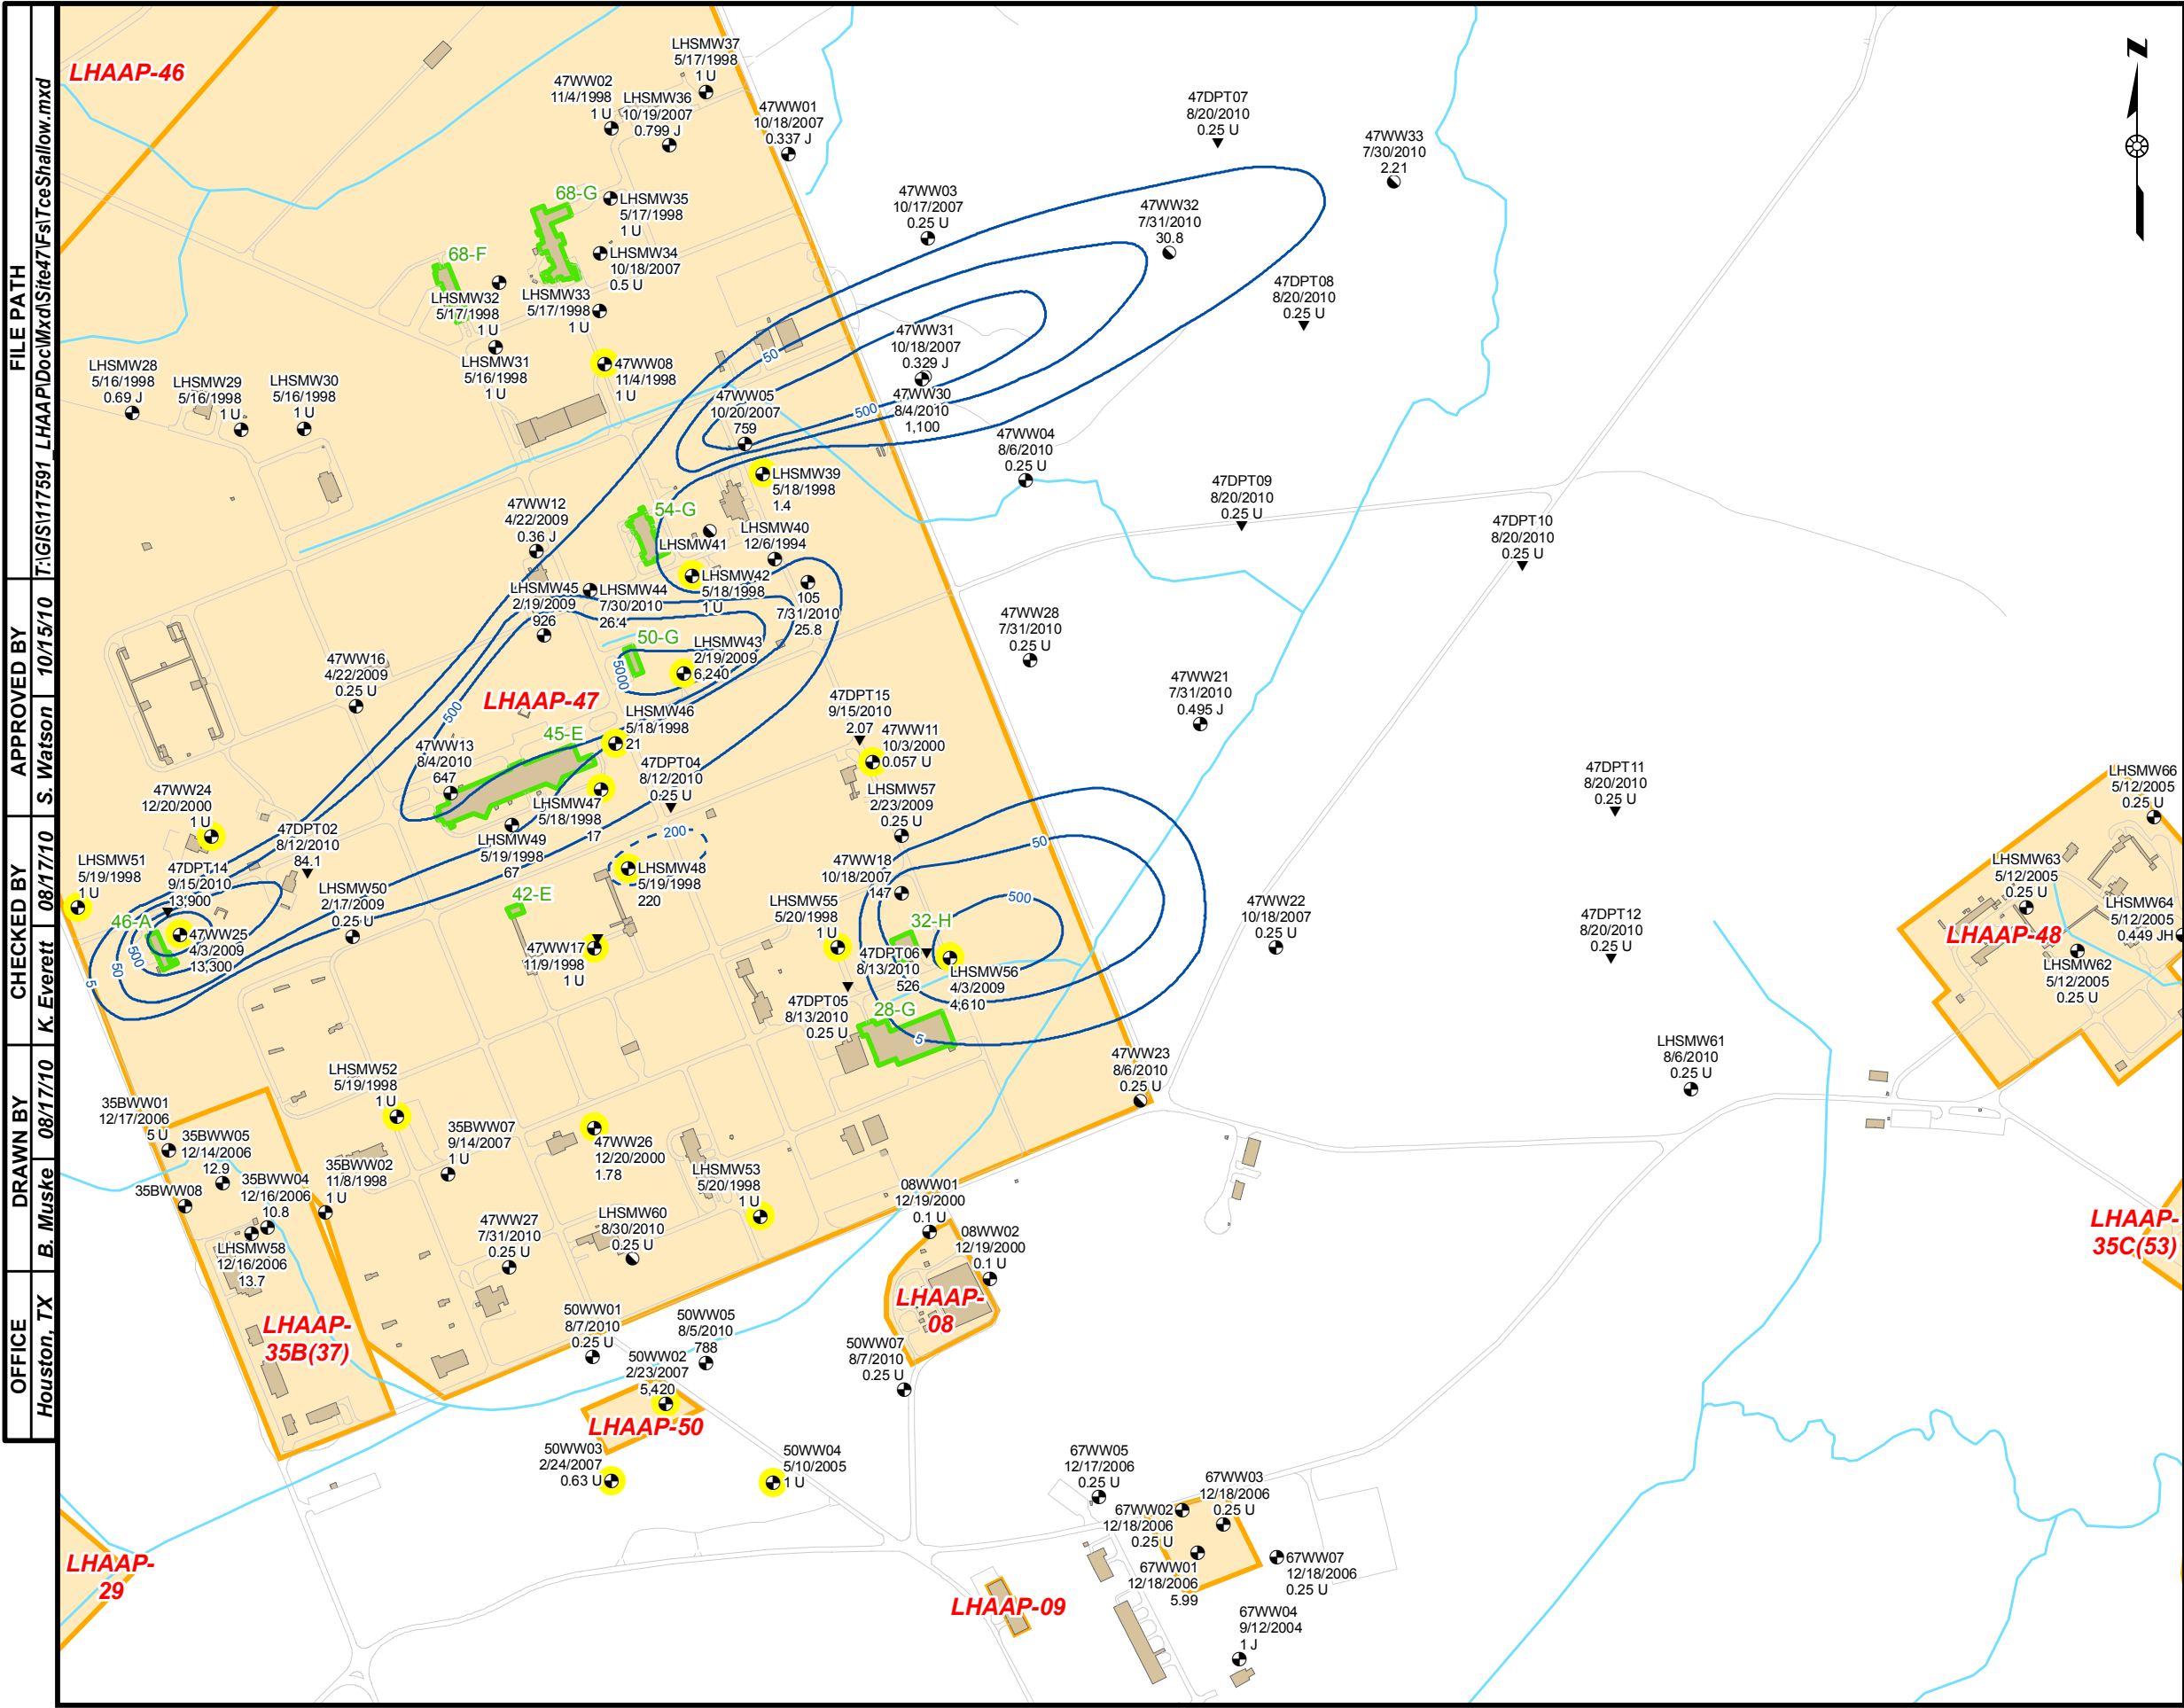 FILE PATH
T:\GIS\117591_LHAAP\Doc\Mxd\Site47\Fs\TceShallow.mxd
APPROVED BY
S. Watson
10/15/10
CHECKED BY
K. Everett
08/17/10
DRAWN BY
B. Muske
08/17/10
OFFICE
Houston, TX
N
LHAAP-46
LHSMW37
5/17/1998
1 U
47WW02
11/4/1998
1 U
LHSMW36
10/19/2007
0.799 J
47WW01
10/18/2007
0.337 J
47DPT07
8/20/2010
0.25 U
47WW33
7/30/2010
2.21
68-G
LHSMW35
5/17/1998
1 U
47WW03
10/17/2007
0.25 U
47WW32
7/31/2010
30.8
68-F
LHSMW34
10/18/2007
0.5 U
LHSMW32
5/17/1998
1 U
LHSMW33
5/17/1998
1 U
47DPT08
8/20/2010
0.25 U
LHSMW28
5/16/1998
0.69 J
LHSMW29
5/16/1998
1 U
LHSMW30
5/16/1998
1 U
LHSMW31
5/16/1998
1 U
47WW08
11/4/1998
1 U
50
47WW31
10/18/2007
0.329 J
47WW05
10/20/2007
759
500
47WW30
8/4/2010
1,100
47WW04
8/6/2010
0.25 U
LHSMW39
5/18/1998
1.4
47WW12
4/22/2009
0.36 J
54-G
LHSMW41
LHSMW40
12/6/1994
47DPT09
8/20/2010
0.25 U
47DPT10
8/20/2010
0.25 U
LHSMW45
2/19/2009
926
LHSMW44
7/30/2010
26.4
LHSMW42
5/18/1998
1 U
105
7/31/2010
25.8
50-G
5000
LHSMW43
2/19/2009
6,240
47WW28
7/31/2010
0.25 U
47WW16
4/22/2009
0.25 U
LHAAP-47
500
47WW21
7/31/2010
0.495 J
47DPT15
9/15/2010
2.07
LHSMW46
5/18/1998
21
45-E
47WW13
8/4/2010
647
47WW11
10/3/2000
0.057 U
47DPT04
8/12/2010
0.25 U
LHSMW57
2/23/2009
0.25 U
47DPT11
8/20/2010
0.25 U
LHSMW66
5/12/2005
0.25 U
47WW24
12/20/2000
1 U
LHSMW47
5/18/1998
17
LHSMW49
5/19/1998
67
200
47DPT02
8/12/2010
84.1
50
LHSMW51
5/19/1998
1 U
47DPT14
9/15/2010
13,900
LHSMW50
2/17/2009
0.25 U
LHSMW48
5/19/1998
220
47WW18
10/18/2007
147
LHSMW63
5/12/2005
0.25 U
42-E
500
46-A
47WW25
4/3/2009
13,300
500
50
5
LHSMW55
5/20/1998
1 U
32-H
47WW22
10/18/2007
0.25 U
47DPT12
8/20/2010
0.25 U
LHSMW64
5/12/2005
0.449 JH
LHAAP-48
47WW17
11/9/1998
1 U
47DPT06
8/13/2010
526
LHSMW56
4/3/2009
4,610
LHSMW62
5/12/2005
0.25 U
47DPT05
8/13/2010
0.25 U
28-G
5
47WW23
8/6/2010
0.25 U
LHSMW61
8/6/2010
0.25 U
LHSMW52
5/19/1998
1 U
35BWW01
12/17/2006
5 U
35BWW05
12/14/2006
12.9
35BWW07
9/14/2007
1 U
47WW26
12/20/2000
1.78
35BWW08
35BWW04
12/16/2006
10.8
35BWW02
11/8/1998
1 U
LHSMW53
5/20/1998
1 U
08WW01
12/19/2000
0.1 U
LHSMW58
12/16/2006
13.7
47WW27
7/31/2010
0.25 U
LHSMW60
8/30/2010
0.25 U
08WW02
12/19/2000
0.1 U
LHAAP-
35C(53)
LHAAP-
08
LHAAP-
35B(37)
50WW01
8/7/2010
0.25 U
50WW05
8/5/2010
788
50WW07
8/7/2010
0.25 U
50WW02
2/23/2007
5,420
LHAAP-50
50WW03
2/24/2007
0.63 U
50WW04
5/10/2005
1 U
67WW05
12/17/2006
0.25 U
67WW03
12/18/2006
0.25 U
67WW02
12/18/2006
0.25 U
67WW01
12/18/2006
5.99
67WW07
12/18/2006
0.25 U
LHAAP-
29
LHAAP-09
67WW04
9/12/2004
1 J